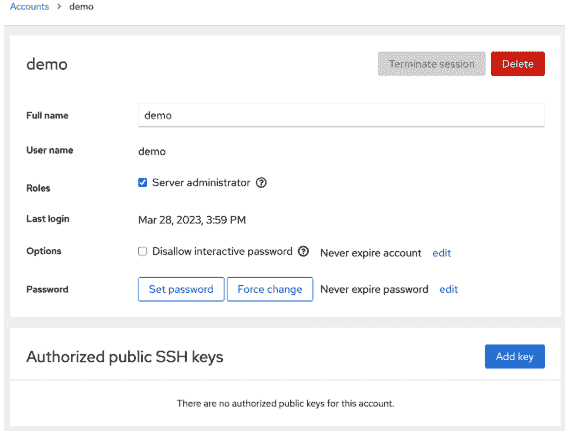 Accounts > demo
demo Terminate session Delete
Full name demo
User name demo
Roles Server administrator
Last login Mar 28, 2023, 3:59 PM
Options Disallow interactive password Never expire account edit
Password Set password Force change Never expire password edit
Authorized public SSH keys Add key
There are no authorized public keys for this account.